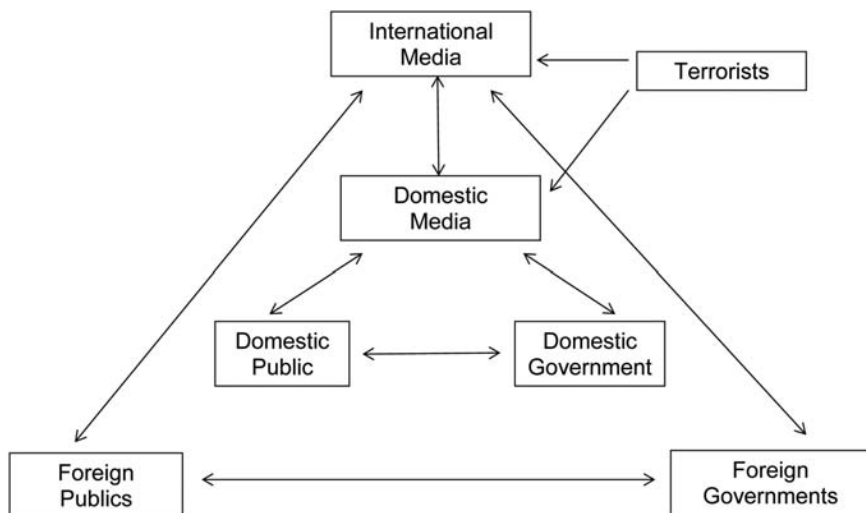 International
Media
Terrorists
Domestic
Media
Domestic
Public
Domestic
Government
Foreign
Publics
Foreign
Governments